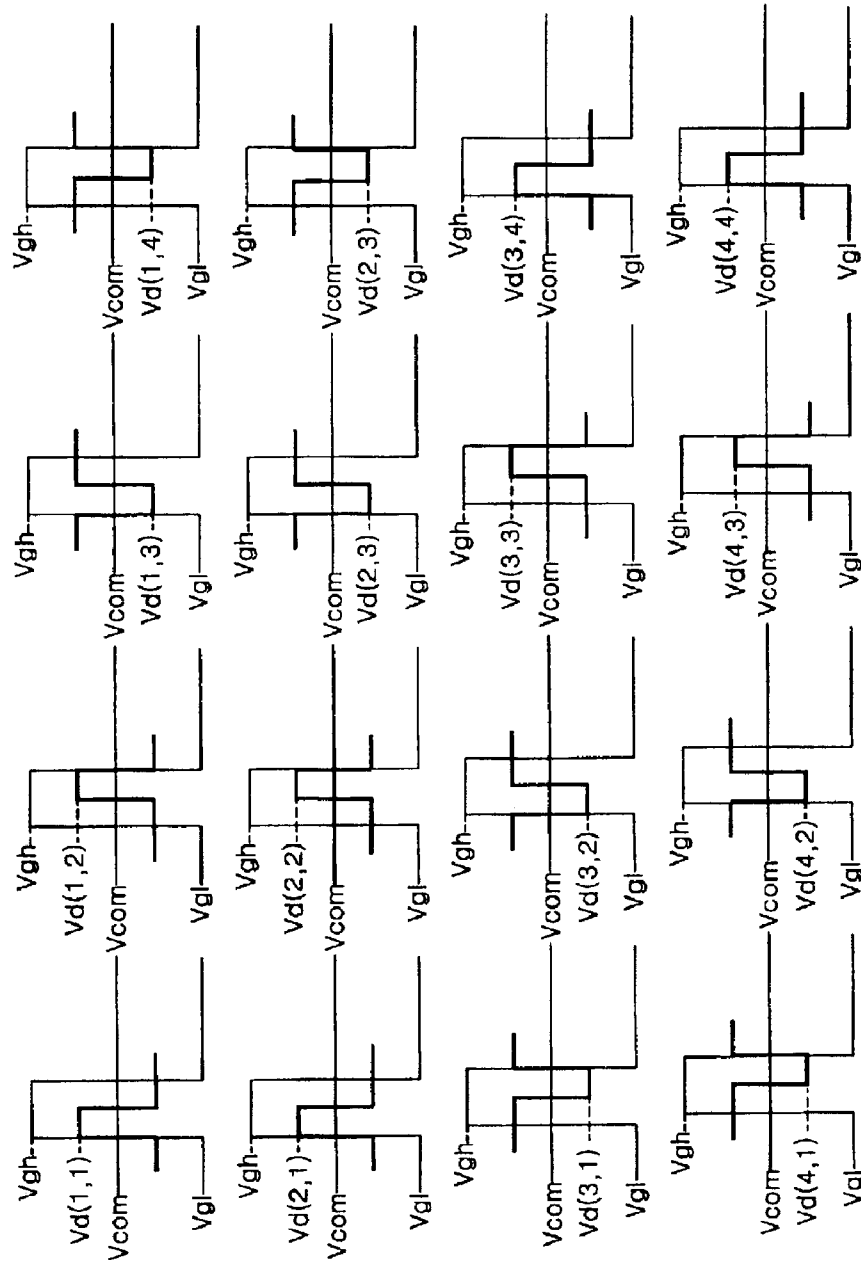 Vgh
Vd(1,4)
Vcom
Vgl
Vgh
Vd(2,3)
Vcom
Vgl
Vgh
Vd(3,4)
Vcom
Vgl
Vgh
Vd(4,4)
Vcom
Vgl
Vgh
Vcom
Vd(1,3)
Vgl
Vgh
Vcom
Vd(2,3)
Vgl
Vgh
Vd(3,3)
Vcom
Vgl
Vgh
Vd(4,3)
Vcom
Vgl
Vgh
Vd(1,2)
Vcom
Vgl
Vgh
Vd(2,2)
Vcom
Vgl
Vgh
Vcom
Vd(3,2)
Vgl
Vgh
Vcom
Vd(4,2)
Vgl
Vgh
Vd(1,1)
Vcom
Vgl
Vgh
Vd(2,1)
Vcom
Vgl
Vgh
Vcom
Vd(3,1)
Vgl
Vgh
Vcom
Vd(4,1)
Vgl